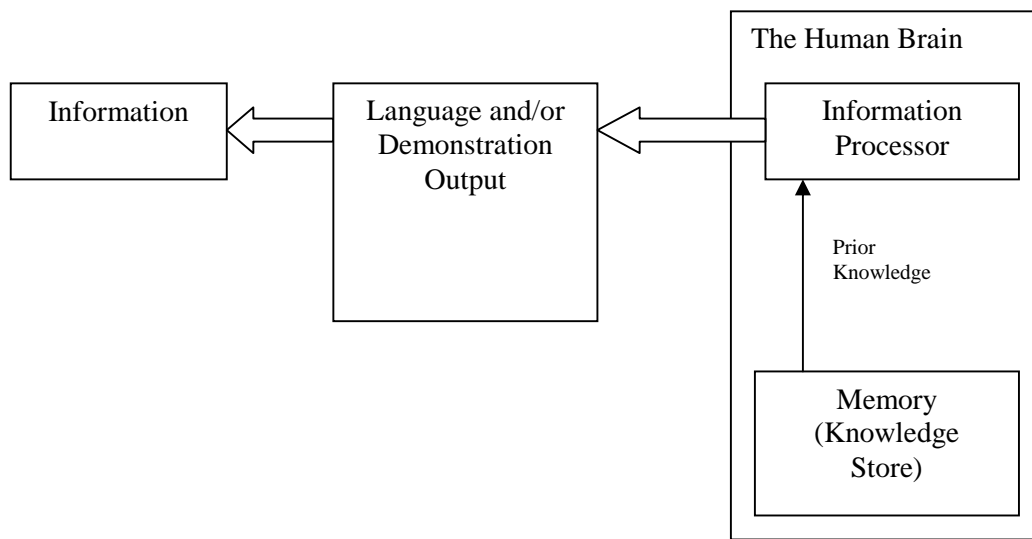 The Human Brain
Information
Language and/or
Demonstration
Output
Information
Processor
Prior
Knowledge
Memory
(Knowledge
Store)